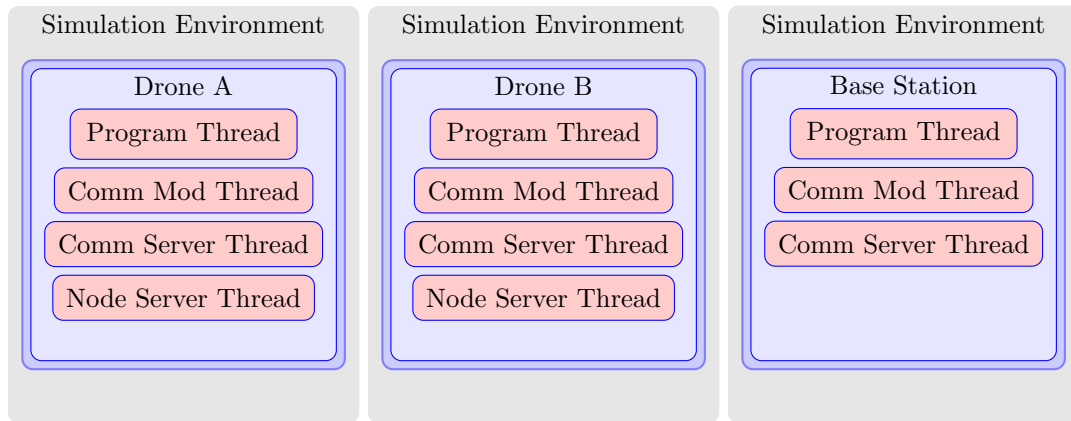 Simulation Environment
Drone A
Program Thread
Comm Mod Thread
Comm Server Thread
Node Server Thread
Simulation Environment
Drone B
Program Thread
Comm Mod Thread
Comm Server Thread
Node Server Thread
Simulation Environment
Base Station
Program Thread
Comm Mod Thread
Comm Server Thread